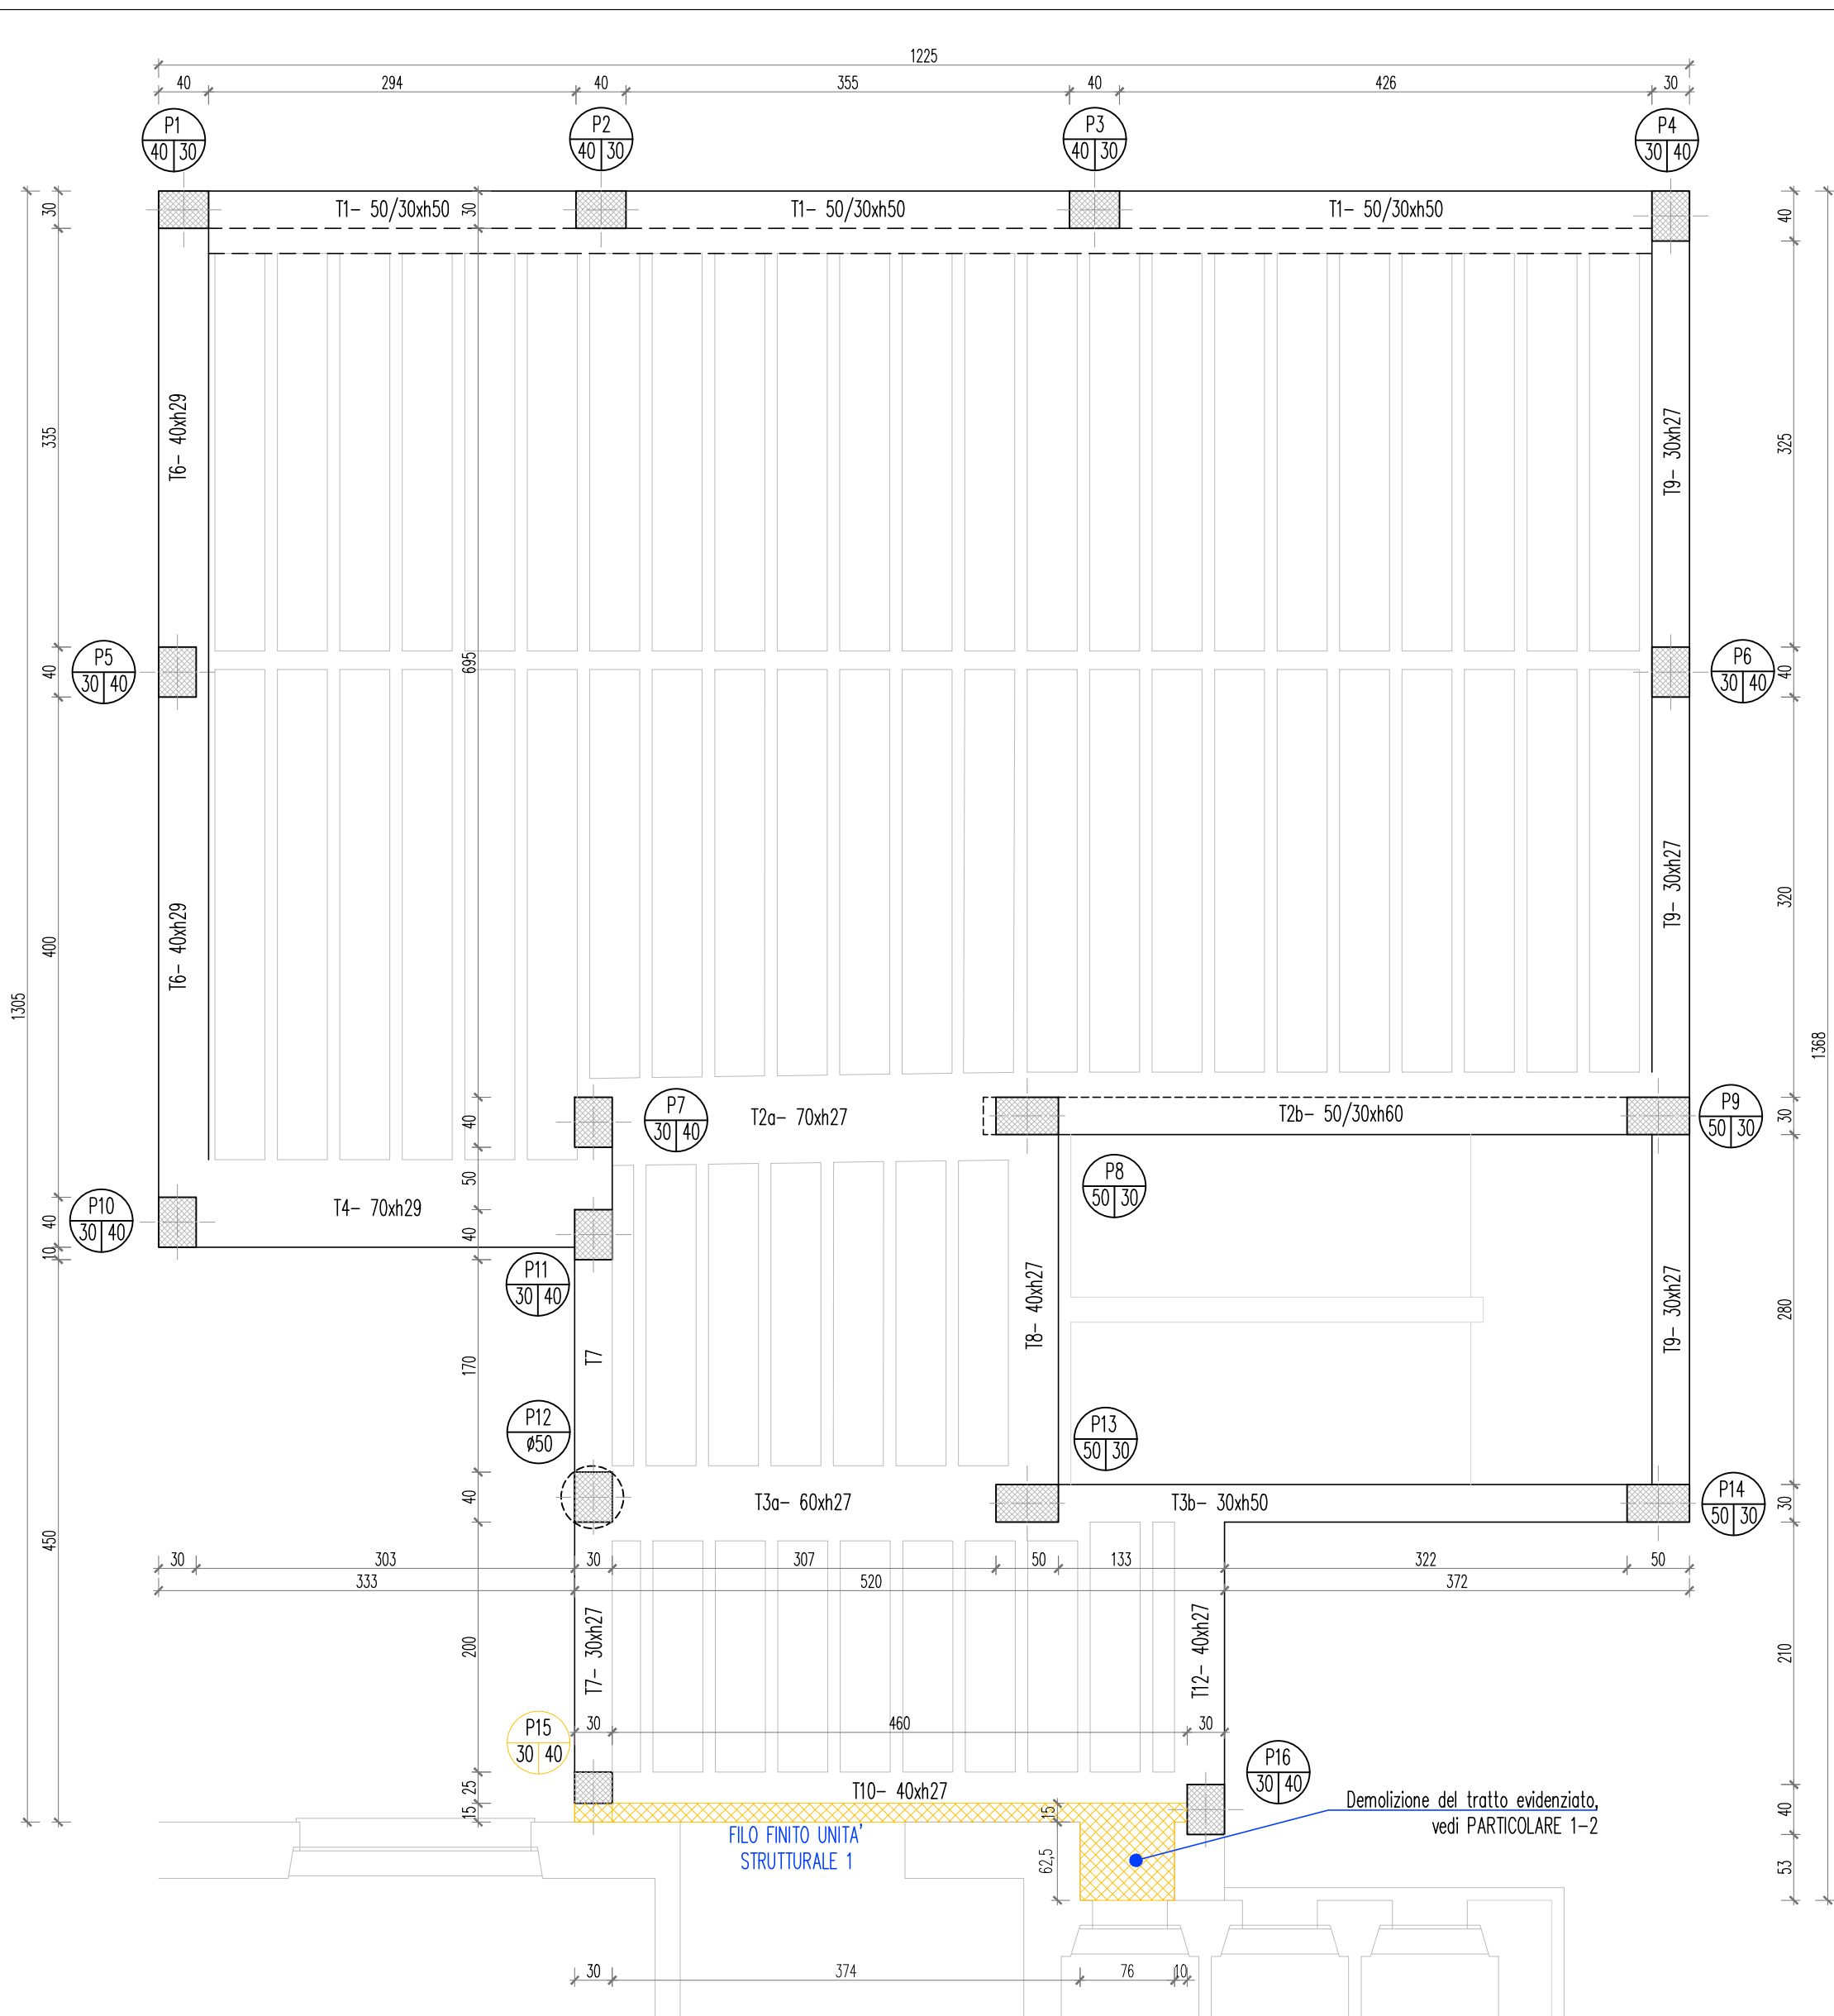 1225
40 294 40 355 40 426 30
P1
40 30
P2
40 30
P3
40 30
P4
30 40
T1- 50/30xh50
T1- 50/30xh50
T1- 50/30xh50
30
30
40
T6- 40xh29
335
T9- 30xh27
325
P5
30 40
40
695
P6
30 40
40
T6- 40xh29
400
T9- 30xh27
320
1305
1368
P7
30 40
40
T2a- 70xh27
T2b- 50/30xh60
P9
50 30
30
P8
50 30
50
P10
30 40
40
10
T4- 70xh29
40
P11
30 40
T8- 40xh27
T9- 30xh27
280
T7
170
P12
ø50
P13
50 30
40
T3a- 60xh27
T3b- 30xh50
P14
50 30
30
450
30 303 30 307 50 133 322 50
333 520 372
200
T7- 30xh27
T12- 40xh27
210
30 460 30
P15
30 40
P16
30 40
25
15
T10- 40xh27
15
40
Demolizione del tratto evidenziato,
vedi PARTICOLARE 1-2
FILO FINITO UNITA'
STRUTTURALE 1
62,5
53
30 374 76 10